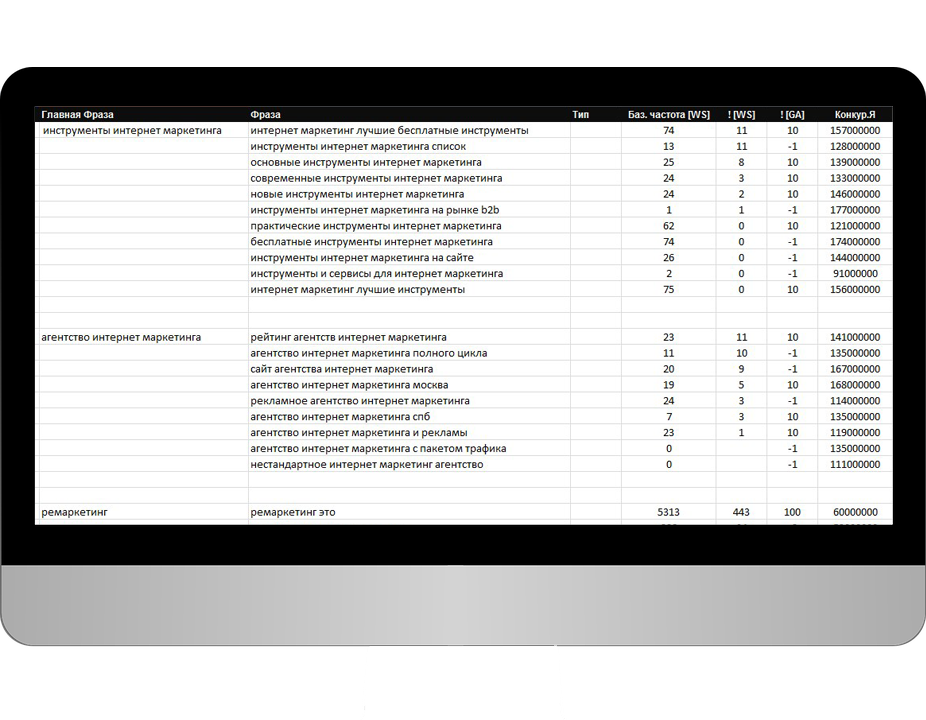 Главная Фраза Фраза Тип Баз. частота [WS] ! [WS] ! [GA] Конкур.Я
инструменты интернет маркетинга интернет маркетинг лучшие бесплатные инструменты 74 11 10 157000000
инструменты интернет маркетинга список 13 11 -1 128000000
основные инструменты интернет маркетинга 25 8 10 139000000
современные инструменты интернет маркетинга 24 3 10 133000000
новые инструменты интернет маркетинга 24 2 10 146000000
инструменты интернет маркетинга на рынке b2b 1 1 -1 177000000
практические инструменты интернет маркетинга 62 0 10 121000000
бесплатные инструменты интернет маркетинга 74 0 -1 174000000
инструменты интернет маркетинга на сайте 26 0 -1 144000000
инструменты и сервисы для интернет маркетинга 2 0 -1 91000000
интернет маркетинг лучшие инструменты 75 0 10 156000000
агентство интернет маркетинга рейтинг агентств интернет маркетинга 23 11 10 141000000
агентство интернет маркетинга полного цикла 11 10 -1 135000000
сайт агентства интернет маркетинга 20 9 -1 167000000
агентство интернет маркетинга москва 19 5 10 168000000
рекламное агентство интернет маркетинга 24 3 -1 114000000
агентство интернет маркетинга спб 7 3 10 135000000
агентство интернет маркетинга и рекламы 23 1 10 119000000
агентство интернет маркетинга с пакетом трафика 0 -1 135000000
нестандартное интернет маркетинг агентство 0 -1 111000000
ремаркетинг ремаркетинг это 5313 443 100 60000000